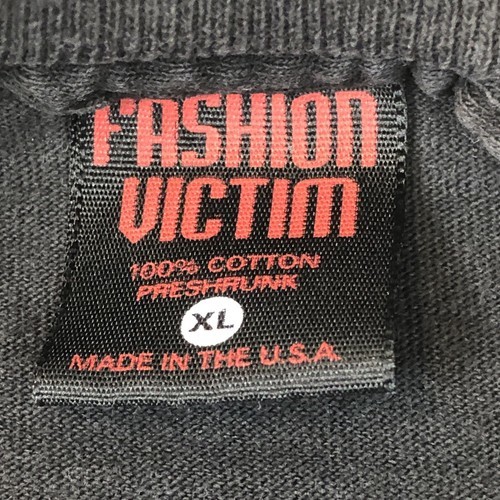 FASHION
VICTIM
100% COTTON
PRESHRUNK
XL
MADE IN THE U.S.A.